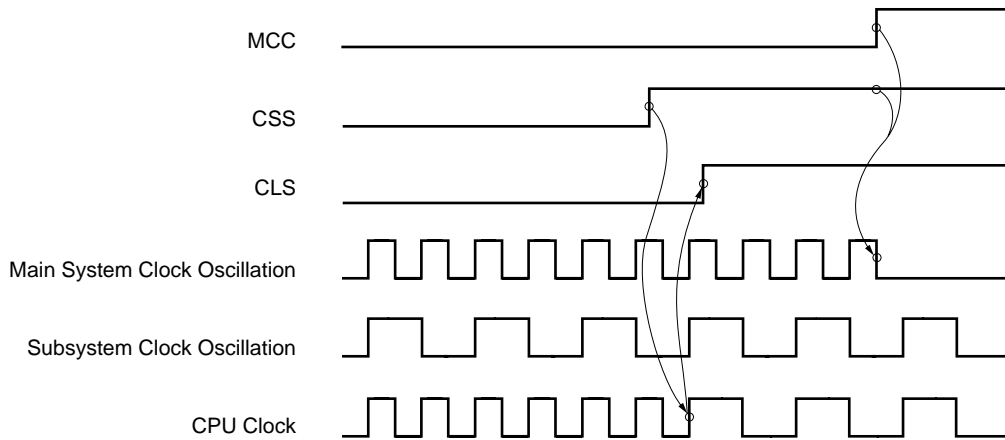 MCC
CSS
CLS
Main System Clock Oscillation
Subsystem Clock Oscillation
CPU Clock